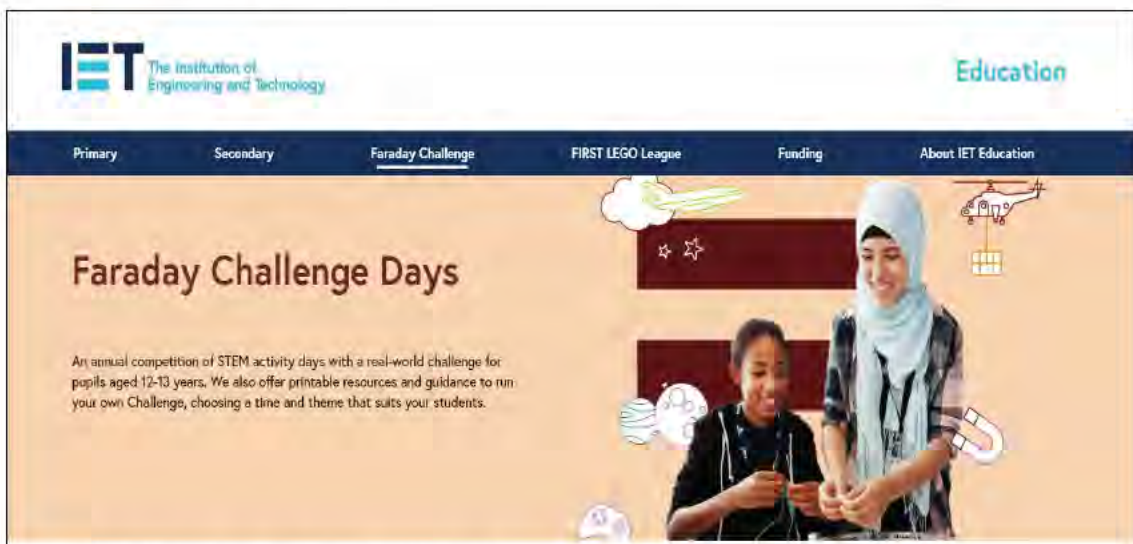 IET
The Institution of
Engineering and Technology
Education
Primary Secondary Faraday Challenge FIRST LEGO League Funding About IET Education
Faraday Challenge Days
An annual competition of STEM activity days with a real-world challenge for
pupils aged 12-13 years. We also offer printable resources and guidance to run
your own Challenge, choosing a time and theme that suits your students.